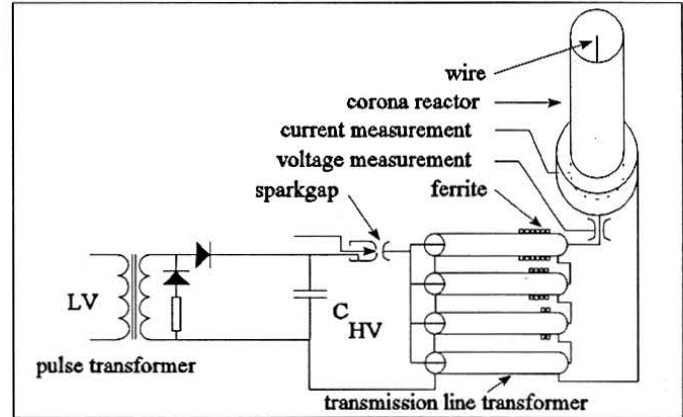 wire
corona reactor
current measurement
voltage measurement
sparkgap
ferrite
LV
C HV
pulse transformer
transmission line transformer